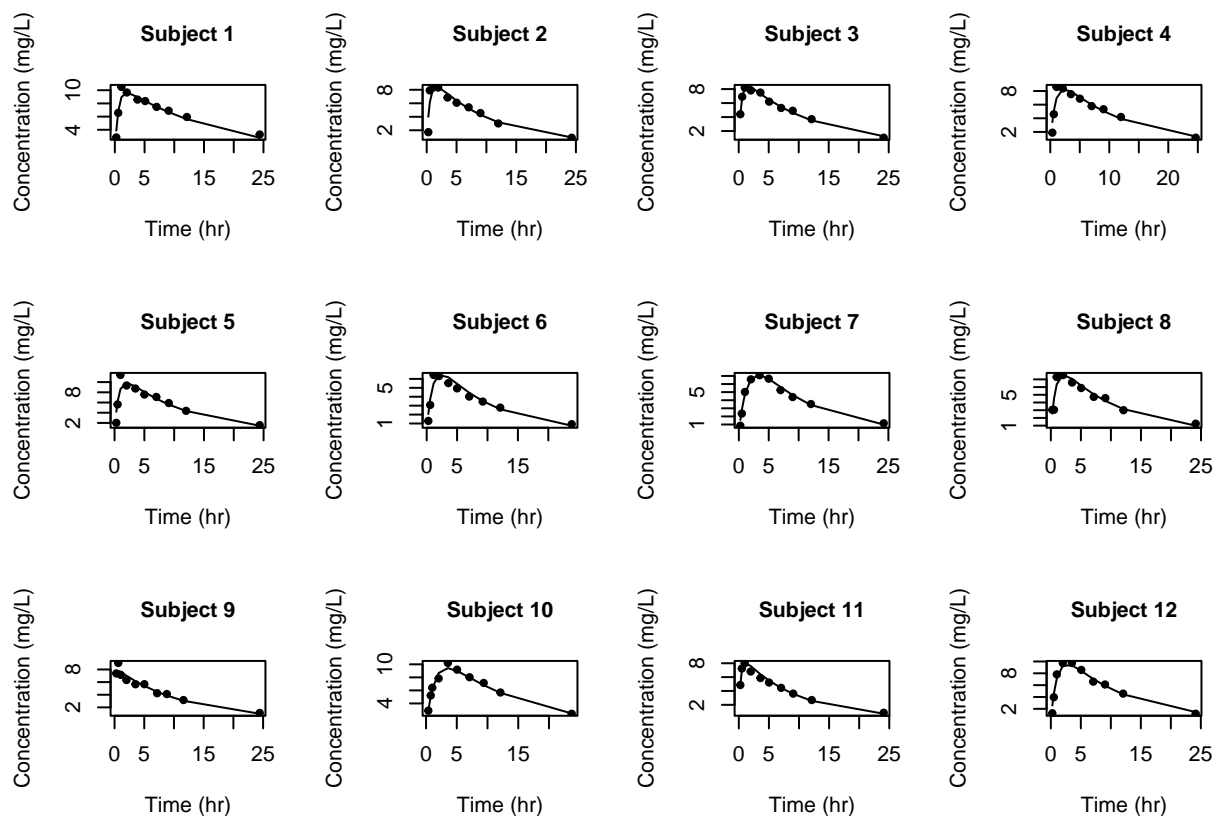 Subject 1
Concentration (mg/L)
10
4
0 5 15 25
Time (hr)
Subject 2
Concentration (mg/L)
8
2
0 5 15 25
Time (hr)
Subject 3
Concentration (mg/L)
8
2
0 5 15 25
Time (hr)
Subject 4
Concentration (mg/L)
8
2
0 10 20
Time (hr)
Subject 5
Concentration (mg/L)
8
2
0 5 15 25
Time (hr)
Subject 6
Concentration (mg/L)
5
1
0 5 15
Time (hr)
Subject 7
Concentration (mg/L)
5
1
0 5 15 25
Time (hr)
Subject 8
Concentration (mg/L)
5
1
0 5 15 25
Time (hr)
Subject 9
Concentration (mg/L)
8
2
0 5 15 25
Time (hr)
Subject 10
Concentration (mg/L)
10
4
0 5 15
Time (hr)
Subject 11
Concentration (mg/L)
8
2
0 5 15 25
Time (hr)
Subject 12
Concentration (mg/L)
8
2
0 5 15 25
Time (hr)